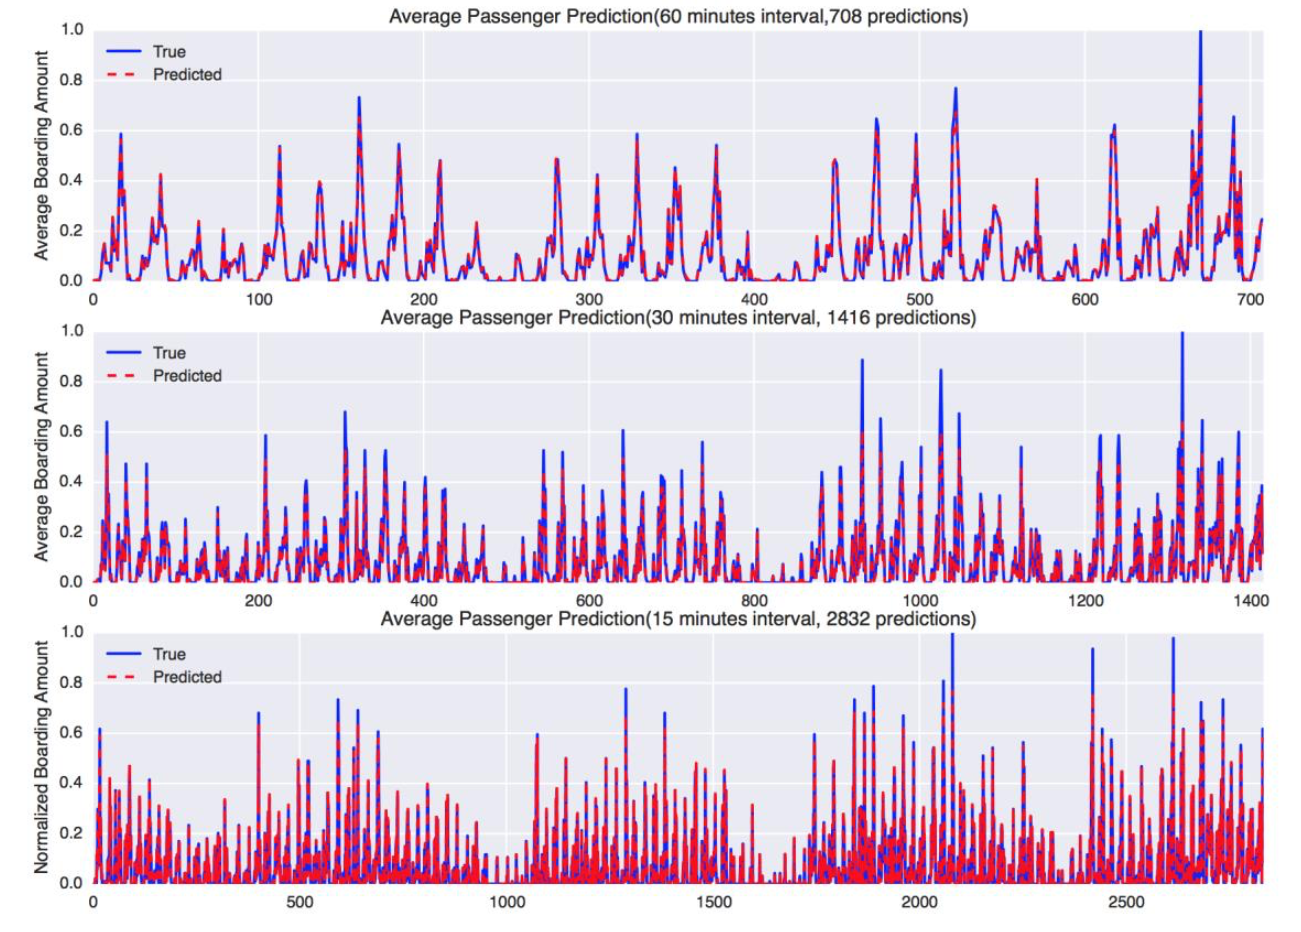 Average Passenger Prediction(60 minutes interval,708 predictions)
Average Boarding Amount
1.0
0.8
0.6
0.4
0.2
0.0
True
Predicted
0 100 200 300 400 500 600 700
Average Passenger Prediction(30 minutes interval, 1416 predictions)
Average Boarding Amount
1.0
0.8
0.6
0.4
0.2
0.0
True
Predicted
0 200 400 600 800 1000 1200 1400
Average Passenger Prediction(15 minutes interval, 2832 predictions)
Normalized Boarding Amount
1.0
0.8
0.6
0.4
0.2
0.0
True
Predicted
0 500 1000 1500 2000 2500